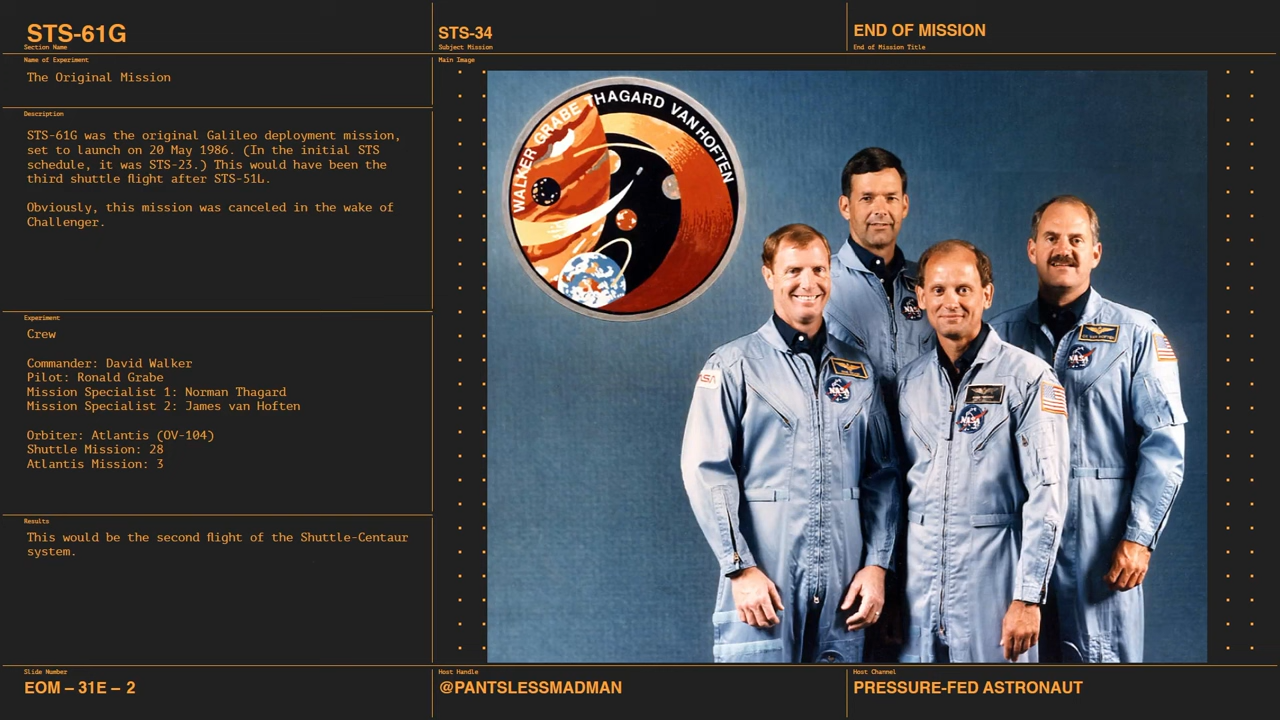 STS-61G
Section Name
STS-34
Subject Mission
END OF MISSION
End of Mission Title
Name of Experiment
The Original Mission
Description
STS-61G was the original Galileo deployment mission,
set to launch on 20 May 1986. (In the initial STS
schedule, it was STS-23.) This would have been the
third shuttle flight after STS-51L.
Obviously, this mission was canceled in the wake of
Challenger.
Experiment
Crew
Commander: David Walker
Pilot: Ronald Grabe
Mission Specialist 1: Norman Thagard
Mission Specialist 2: James van Hoften
Orbiter: Atlantis (OV-104)
Shuttle Mission: 28
Atlantis Mission: 3
Results
This would be the second flight of the Shuttle-Centaur
system.
Main Image
WALKER GRABE THAGARD VAN HOFTEN
NASA
NASA
NASA
NASA
NASA
Slide Number
EOM – 31E – 2
Host Handle
@PANTSLESSMADMAN
Host Channel
PRESSURE-FED ASTRONAUT